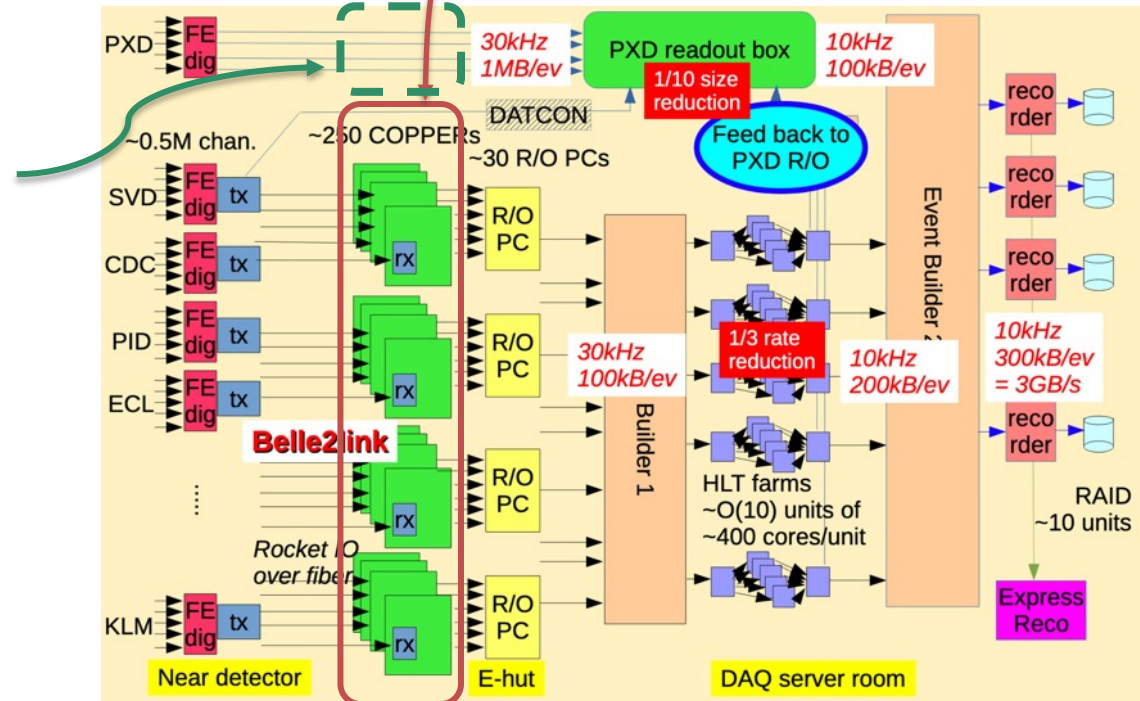 PXD
FE
dig
30kHz
1MB/ev
PXD readout box
10kHz
100kB/ev
1/10 size
reduction
DATCON
Feed back to
PXD R/O
~0.5M chan.
~250 COPPERs
~30 R/O PCs
SVD
FE
dig
tx
rx
R/O
PC
CDC
FE
dig
tx
PID
FE
dig
tx
rx
R/O
PC
ECL
FE
dig
tx
Belle2link
rx
R/O
PC
Rocket IO
over fiber
KLM
FE
dig
tx
rx
R/O
PC
30kHz
100kB/ev
Builder 1
1/3 rate
reduction
10kHz
200kB/ev
HLT farms
~O(10) units of
~400 cores/unit
Event Builder 2
reco
rder
reco
rder
reco
rder
10kHz
300kB/ev
= 3GB/s
reco
rder
RAID
~10 units
Express
Reco
Near detector
E-hut
DAQ server room